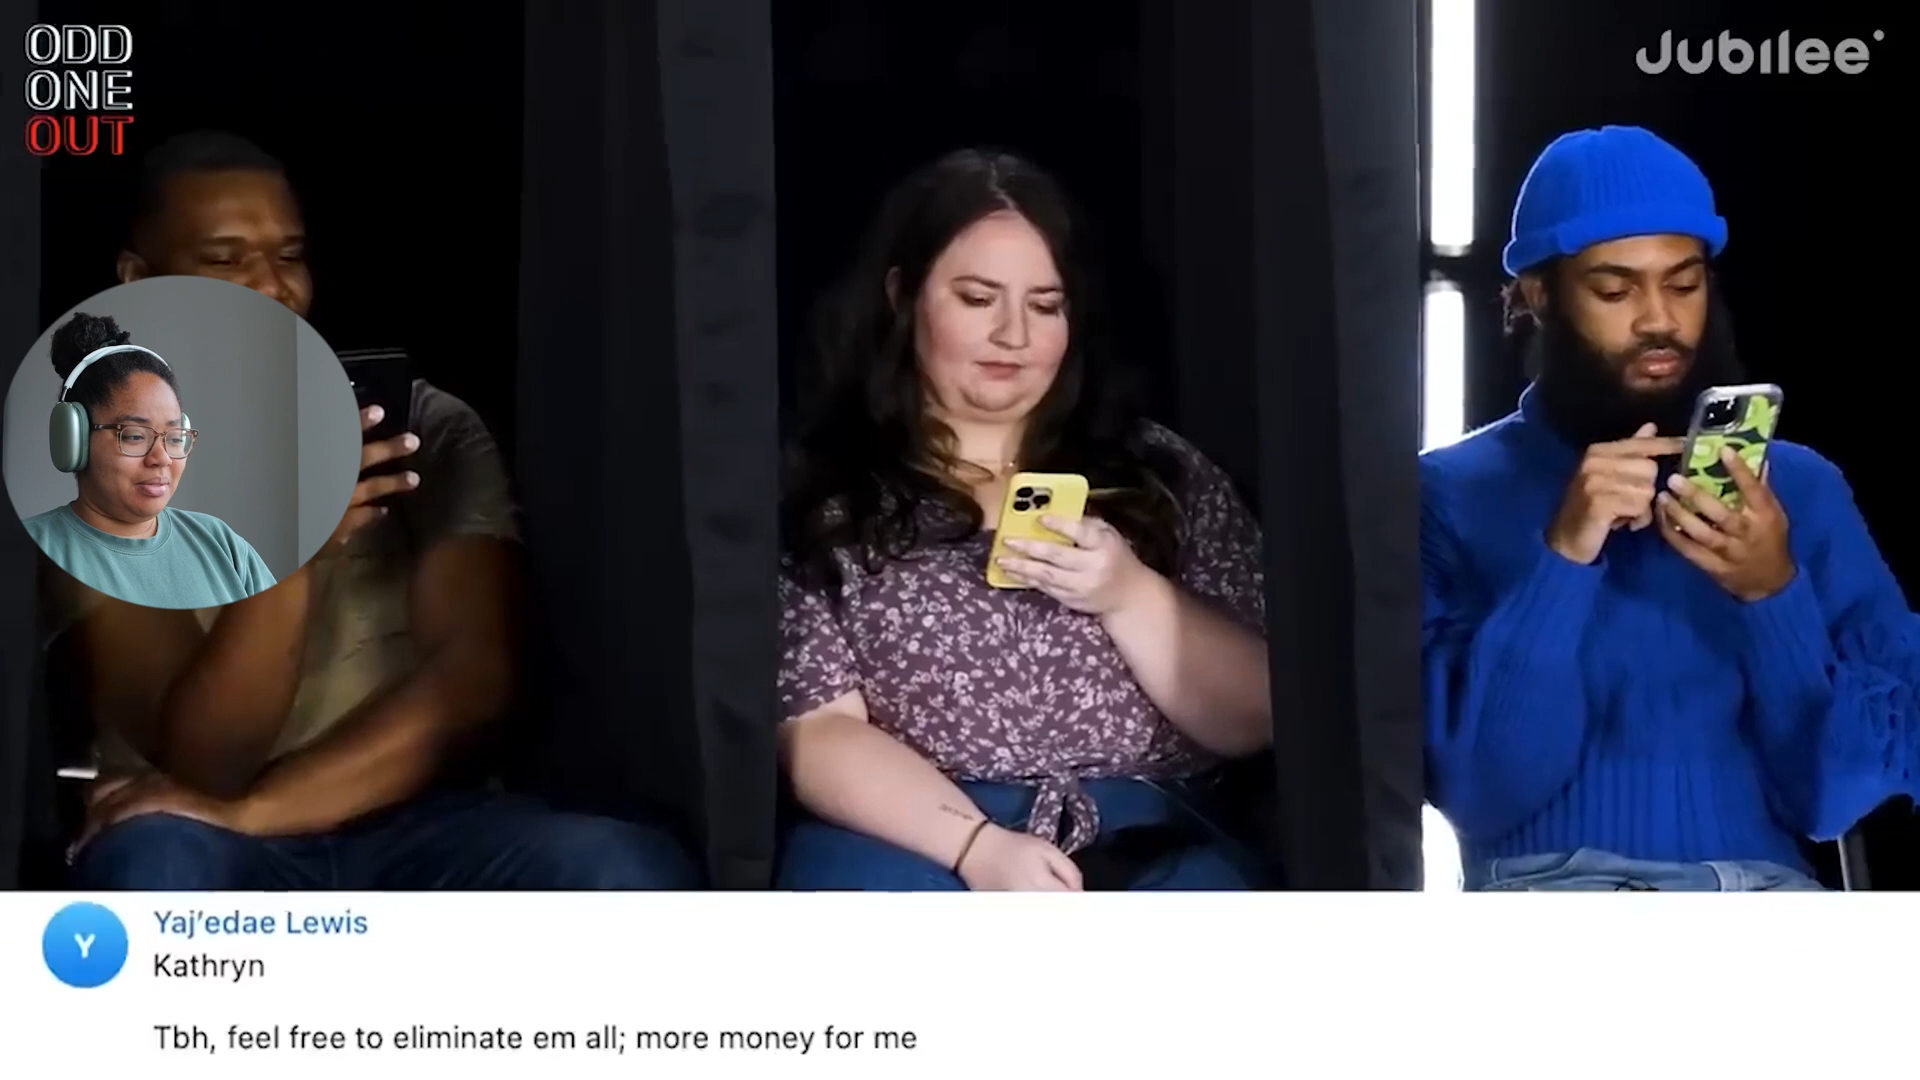 ODD
ONE
OUT
Jubilee
Y
Yaj'edae Lewis
Kathryn
Tbh, feel free to eliminate em all; more money for me